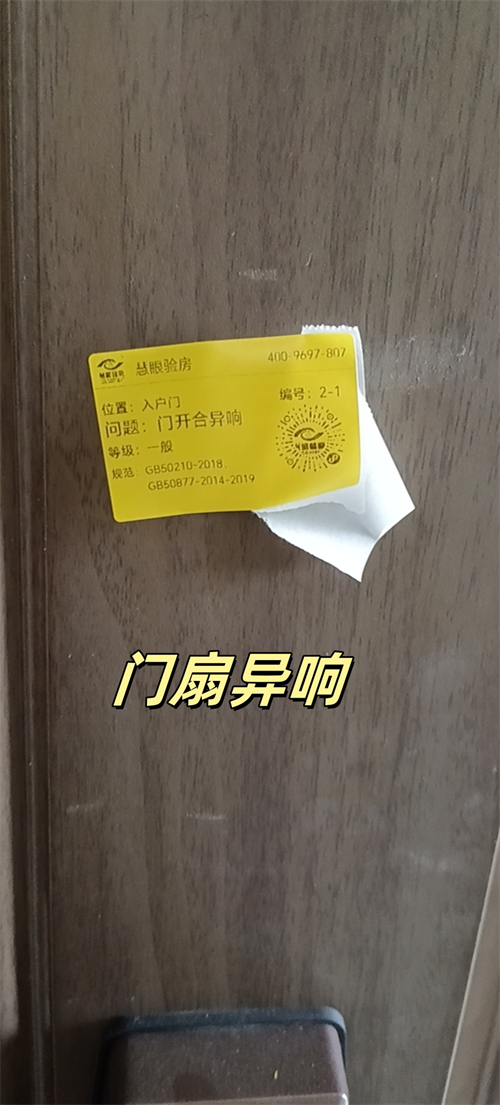 慧眼验房
400-9697-807
位置：入户门
编号：2-1
问题：门开合异响
等级：一般
规范 GB50210-2018、
GB50877-2014-2019
门扇异响